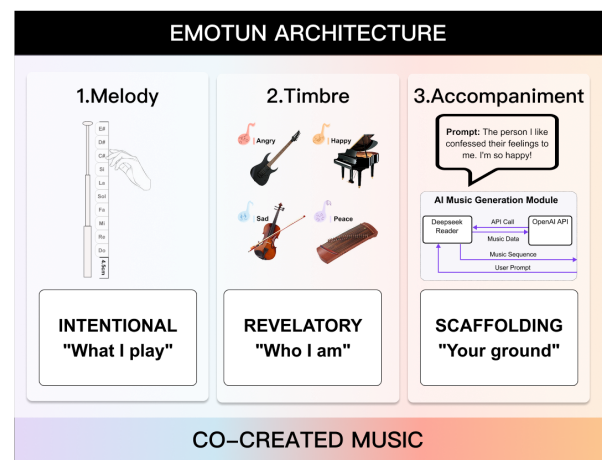 EMOTUN ARCHITECTURE
1.Melody
E#
D#
C#
Si
La
Sol
Fa
Mi
Re
Do
4.5cm
INTENTIONAL
"What I play"
2.Timbre
Angry
Happy
Sad
Peace
REVELATORY
"Who I am"
3.Accompaniment
Prompt: The person I like
confessed their feelings to
me. I'm so happy!
AI Music Generation Module
Deepseek
Reader
API Call
Music Data
OpenAI API
Music Sequence
User Prompt
SCAFFOLDING
"Your ground"
CO–CREATED MUSIC